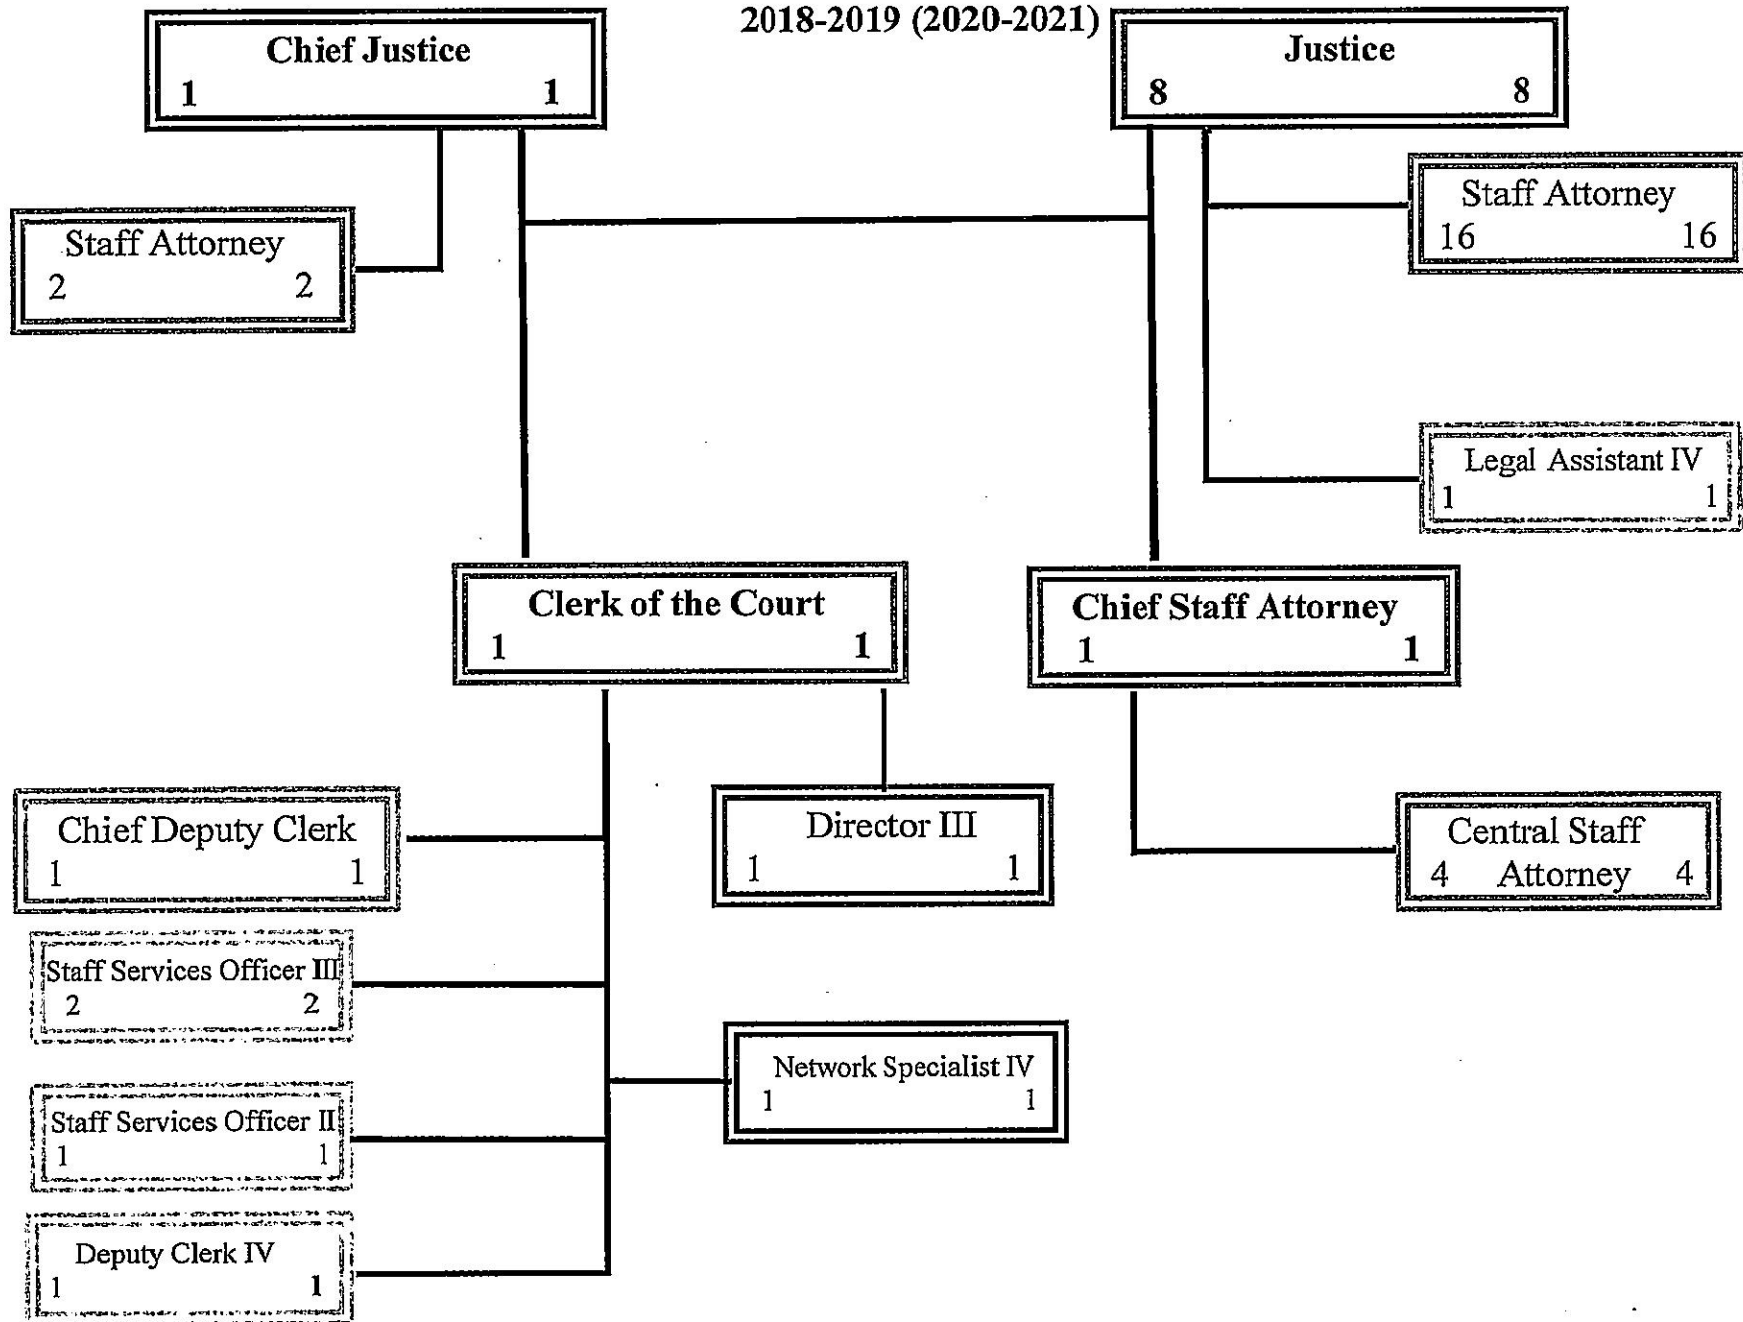 2018-2019 (2020-2021)
Chief Justice
1 1
Justice
8 8
Staff Attorney
2 2
Staff Attorney
16 16
Legal Assistant IV
1 1
Clerk of the Court
1 1
Chief Staff Attorney
1 1
Chief Deputy Clerk
1 1
Director III
1 1
Central Staff
4 Attorney 4
Staff Services Officer III
2 2
Network Specialist IV
1 1
Staff Services Officer II
1 1
Deputy Clerk IV
1 1